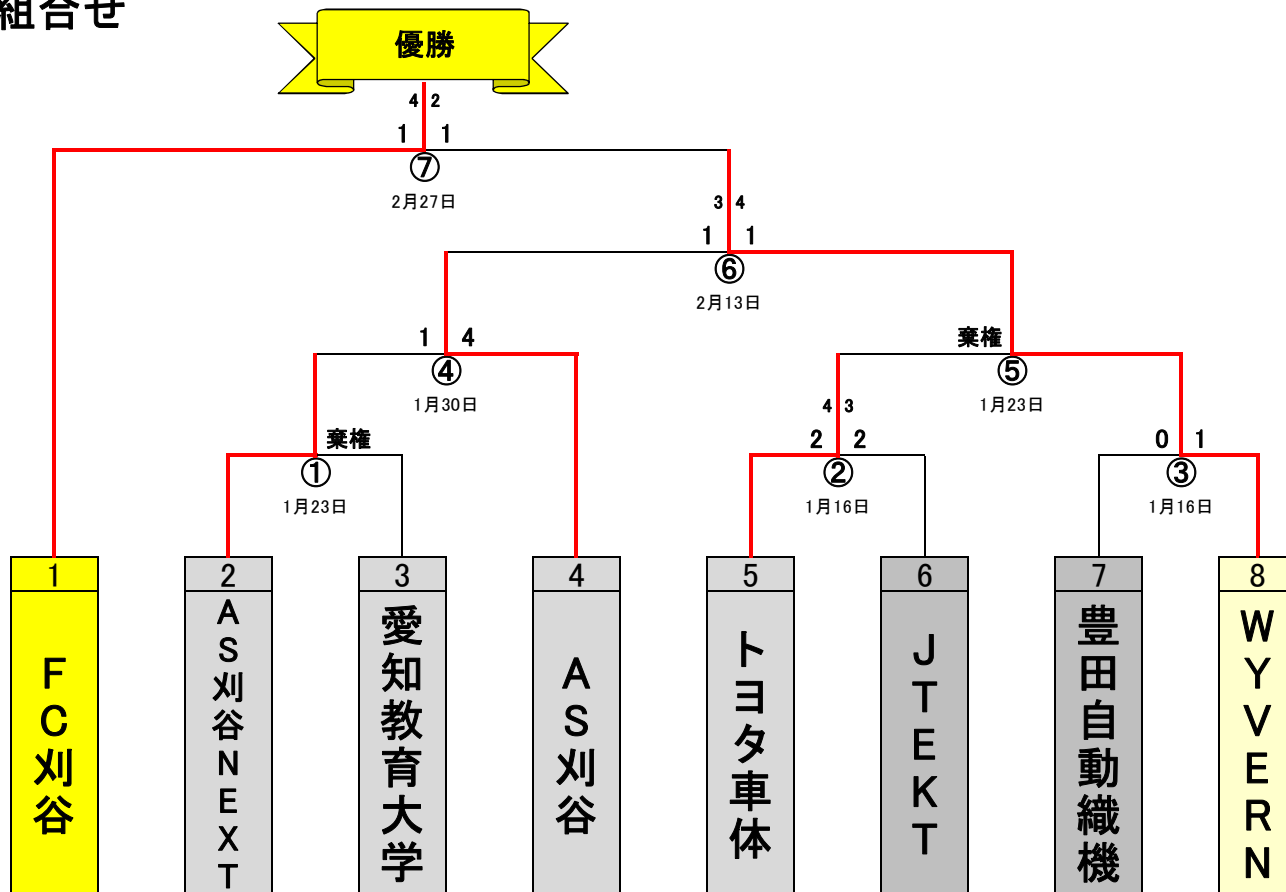 組合せ
優勝
4 2
1 1
⑦
2月27日
3 4
1 1
⑥
2月13日
1 4
④
1月30日
棄権
⑤
1月23日
棄権
①
1月23日
4 3
2 2
②
1月16日
0 1
③
1月16日
1
2
3
4
5
6
7
8
FC刈谷
AS刈谷NEXT
愛知教育大学
AS刈谷
トヨタ車体
JTEKT
豊田自動織機
WYVERN